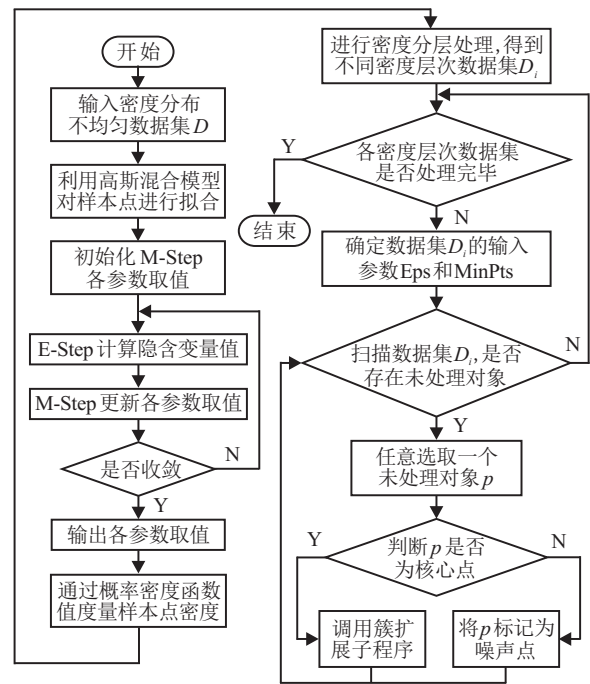 开始
输入密度分布
不均匀数据集D
利用高斯混合模型
对样本点进行拟合
初始化 M-Step
各参数取值
E-Step 计算隐含变量值
M-Step 更新各参数取值
是否收敛
N
Y
输出各参数取值
通过概率密度函数
值度量样本点密度
进行密度分层处理,得到
不同密度层次数据集Di
各密度层次数据集
是否处理完毕
Y
N
结束
确定数据集Di的输入
参数Eps和MinPts
扫描数据集Di,是否
存在未处理对象
N
Y
任意选取一个
未处理对象p
判断p是否
为核心点
Y
N
调用簇扩
展子程序
将p标记为
噪声点